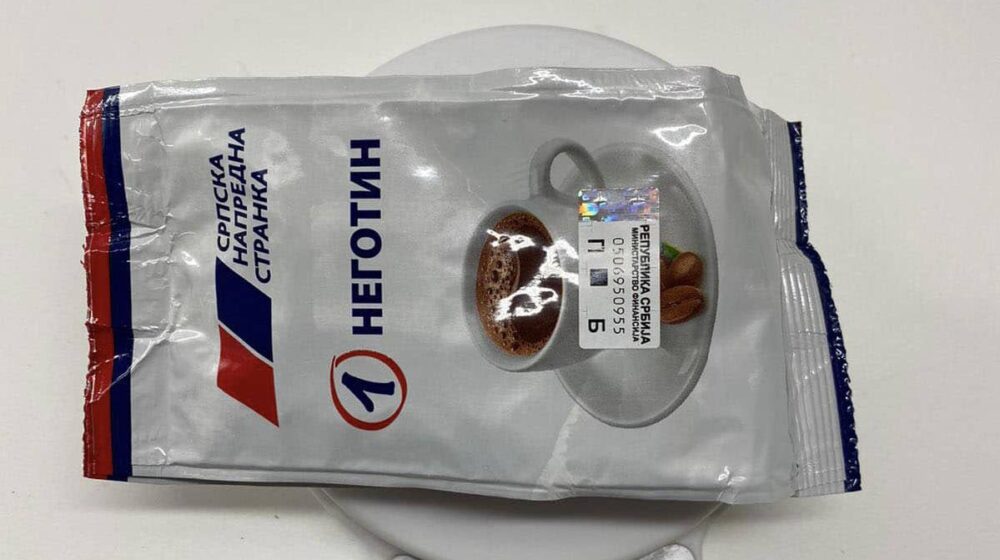 СРПСКА
НАПРЕДНА
СТРАНКА
1 НЕГОТИН
РЕПУБЛИКА СРБИЈА
МИНИСТАРСТВО ФИНАНСИЈА
0506950955
П Б